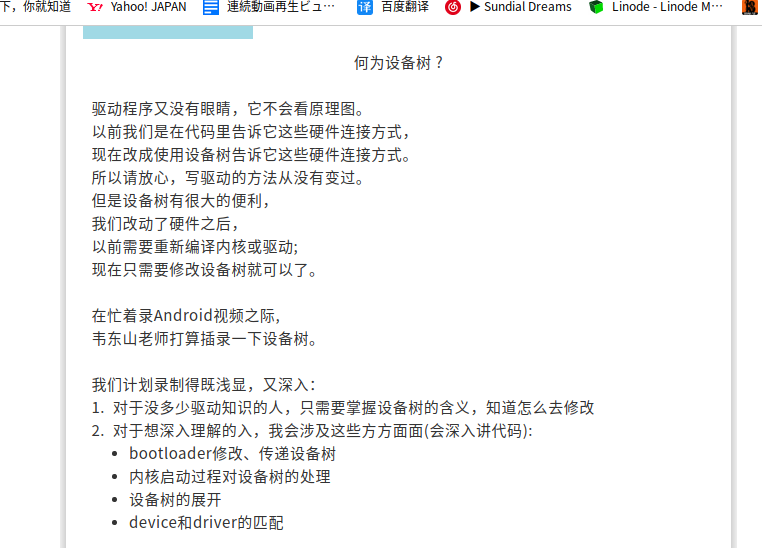 下，你就知道 Yahoo! JAPAN 連続動画再生ビュ… 百度翻译 ▶ Sundial Dreams Linode - Linode M…
何为设备树？
驱动程序又没有眼睛，它不会看原理图。
以前我们是在代码里告诉它这些硬件连接方式，
现在改成使用设备树告诉它这些硬件连接方式。
所以请放心，写驱动的方法从没有变过。
但是设备树有很大的便利，
我们改动了硬件之后，
以前需要重新编译内核或驱动;
现在只需要修改设备树就可以了。
在忙着录Android视频之际,
韦东山老师打算插录一下设备树。
我们计划录制得既浅显，又深入：
1. 对于没多少驱动知识的人，只需要掌握设备树的含义，知道怎么去修改
2. 对于想深入理解的入，我会涉及这些方方面面(会深入讲代码):
• bootloader修改、传递设备树
• 内核启动过程对设备树的处理
• 设备树的展开
• device和driver的匹配